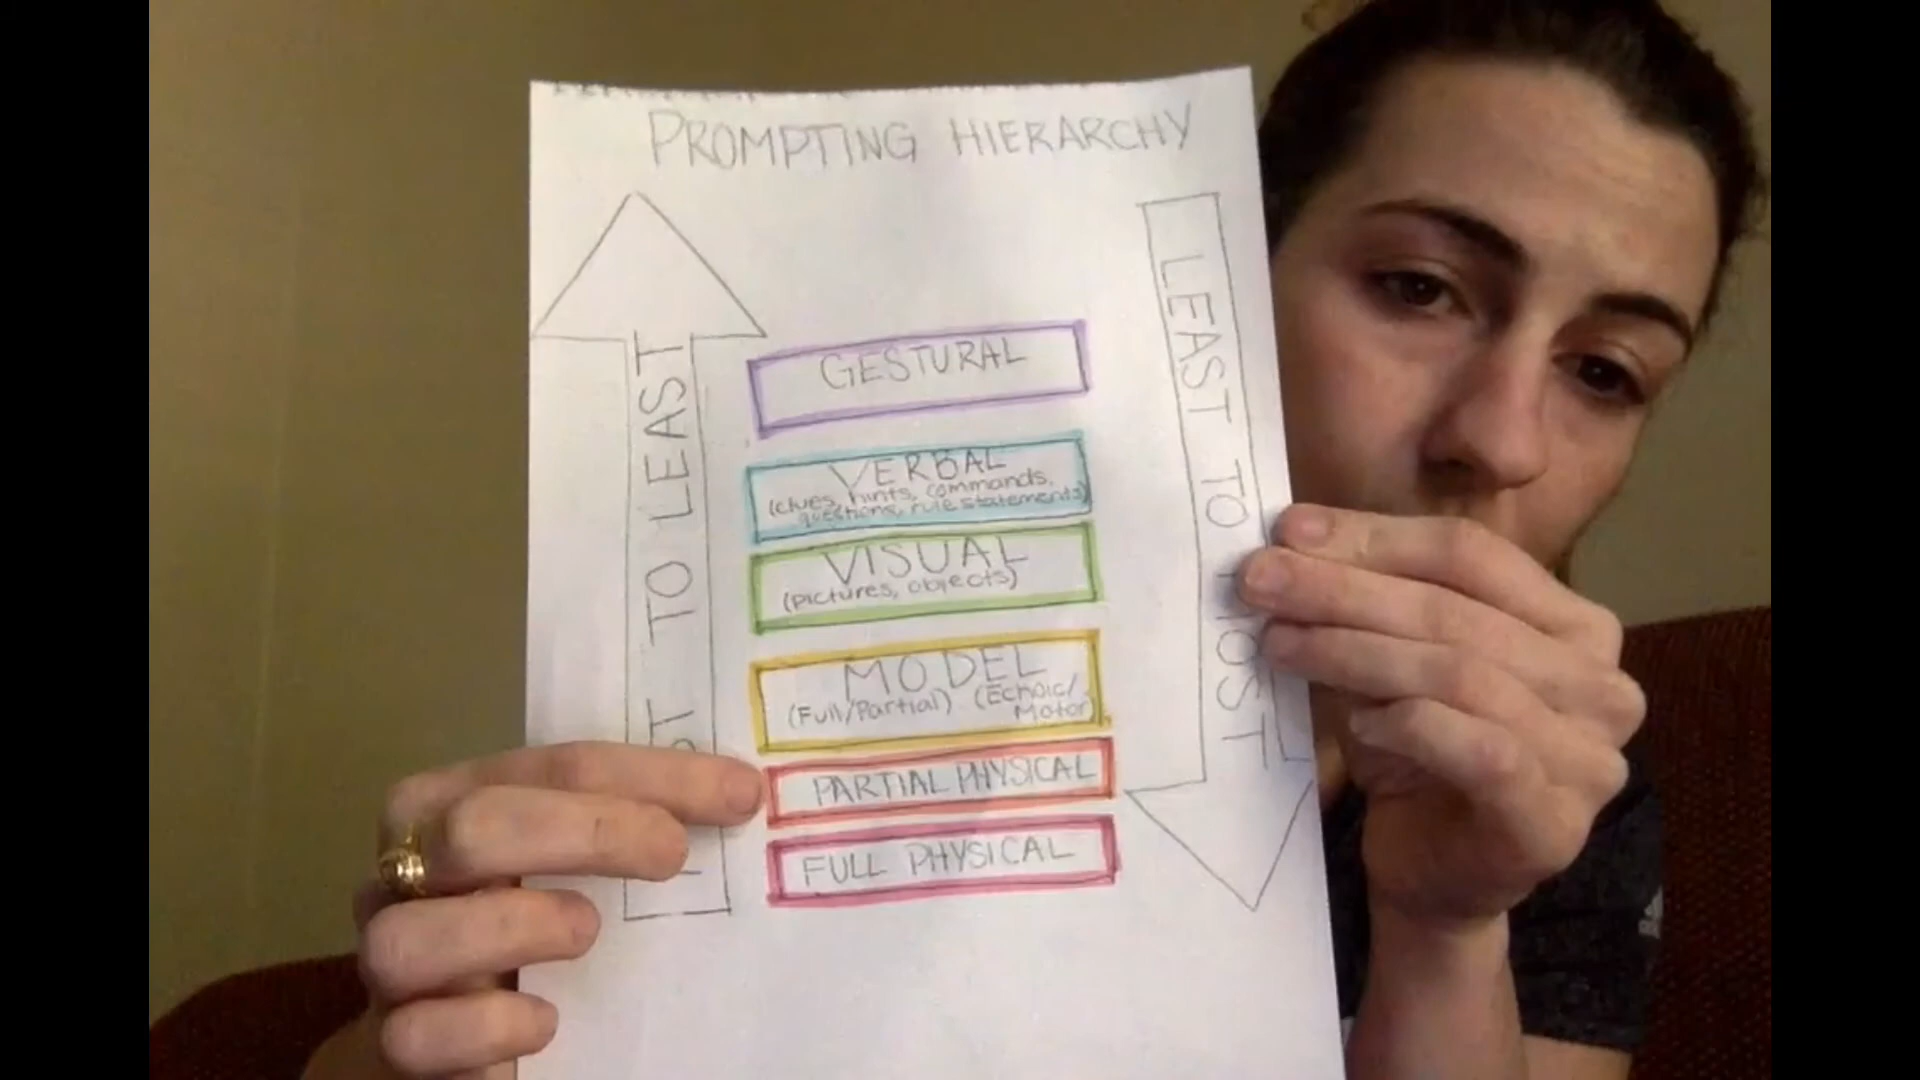 PROMPTING HIERARCHY
TO LEAST
LEAST TO
GESTURAL
VERBAL
(clues, hints, commands,
questions, rule statements)
VISUAL
(pictures, objects)
MODEL
(Full/Partial) (Echoic/
Motor)
PARTIAL PHYSICAL
FULL PHYSICAL